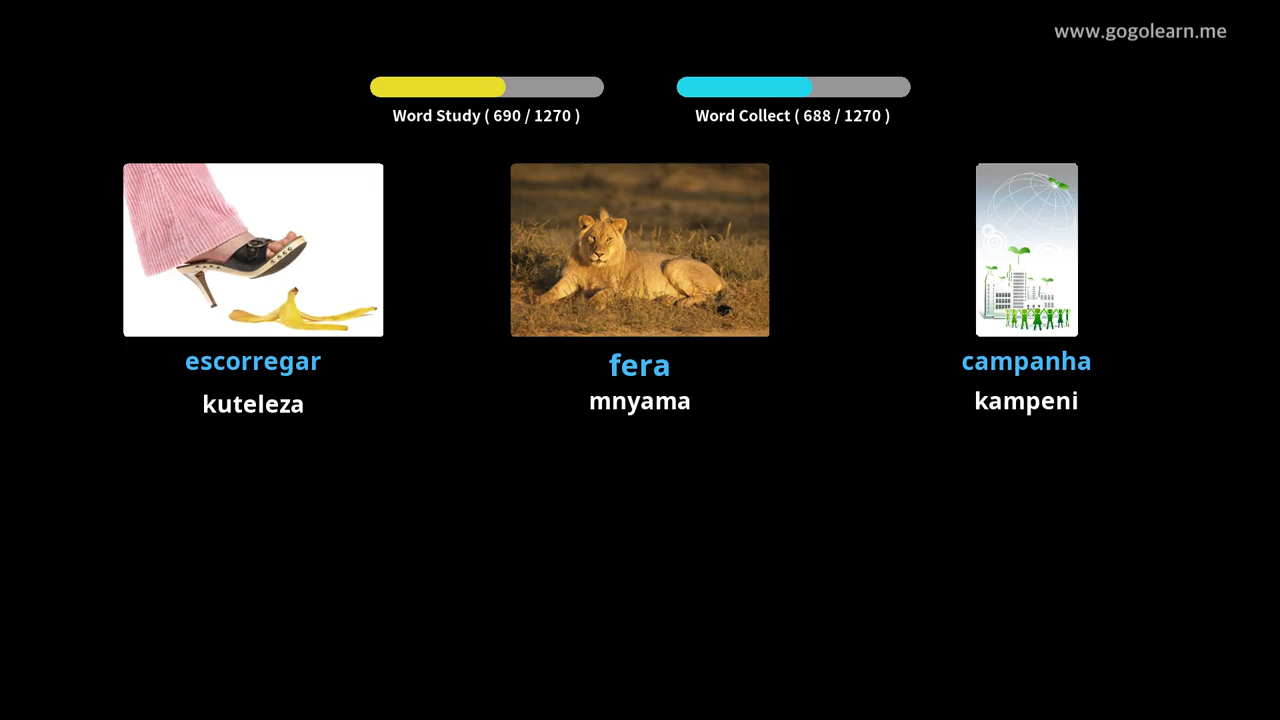 www.gogolearn.me
Word Study ( 690 / 1270 )
Word Collect ( 688 / 1270 )
escorregar
kuteleza
fera
mnyama
campanha
kampeni